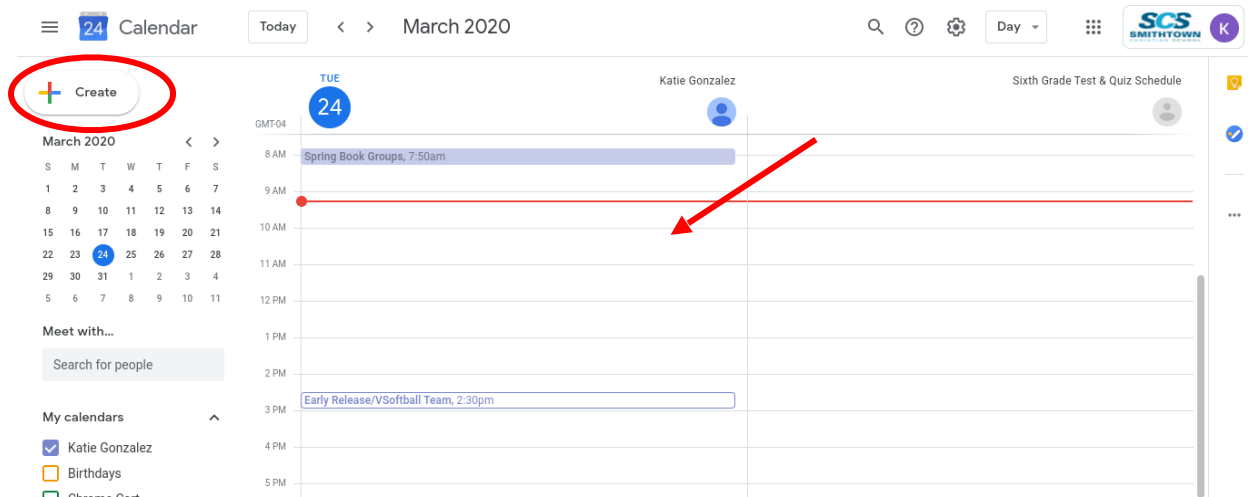 24 Calendar Today March 2020 Day SCS
SMITHTOWN
CHRISTIAN SCHOOL
K
Create
TUE
24
Katie Gonzalez
Sixth Grade Test & Quiz Schedule
GMT-04
March 2020
S M T W T F S
1 2 3 4 5 6 7
8 9 10 11 12 13 14
15 16 17 18 19 20 21
22 23 24 25 26 27 28
29 30 31 1 2 3 4
5 6 7 8 9 10 11
Meet with...
Search for people
My calendars
Katie Gonzalez
Birthdays
Chrome Cart
8 AM
Spring Book Groups, 7:50am
9 AM
10 AM
11 AM
12 PM
1 PM
2 PM
Early Release/VSoftball Team, 2:30pm
3 PM
4 PM
5 PM